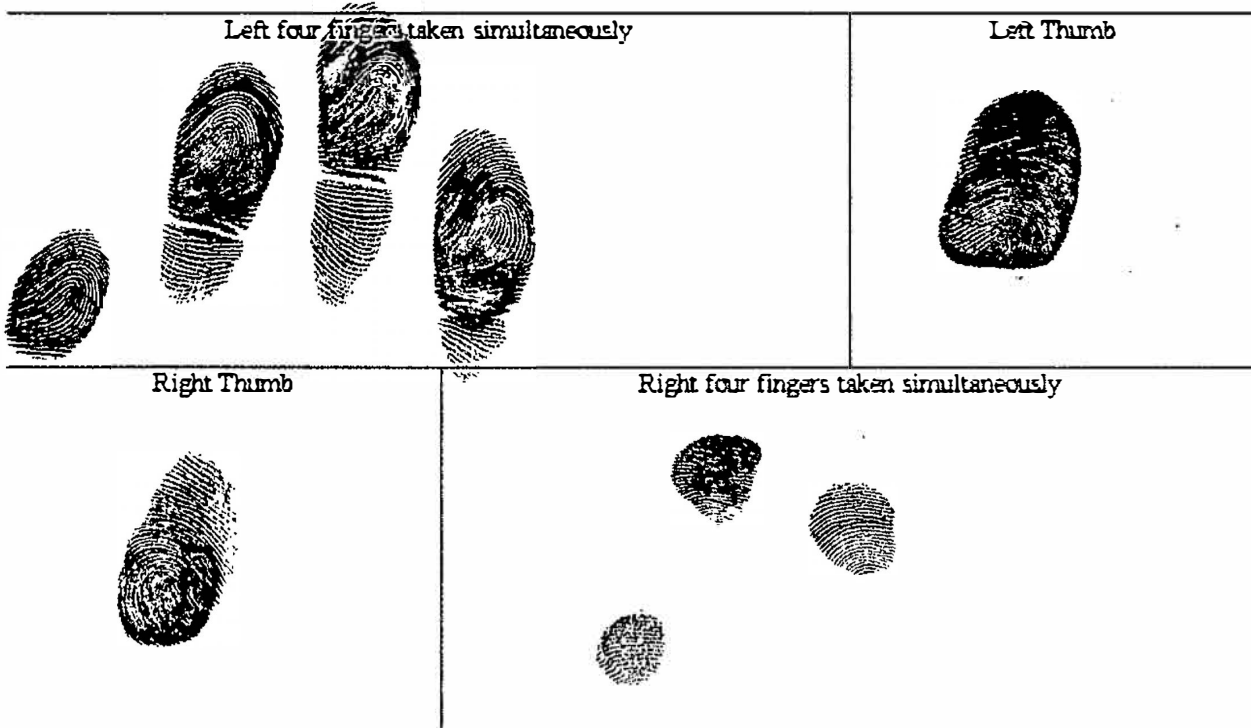 Left four fingers taken simultaneously
Left Thumb
Right Thumb
Right four fingers taken simultaneously